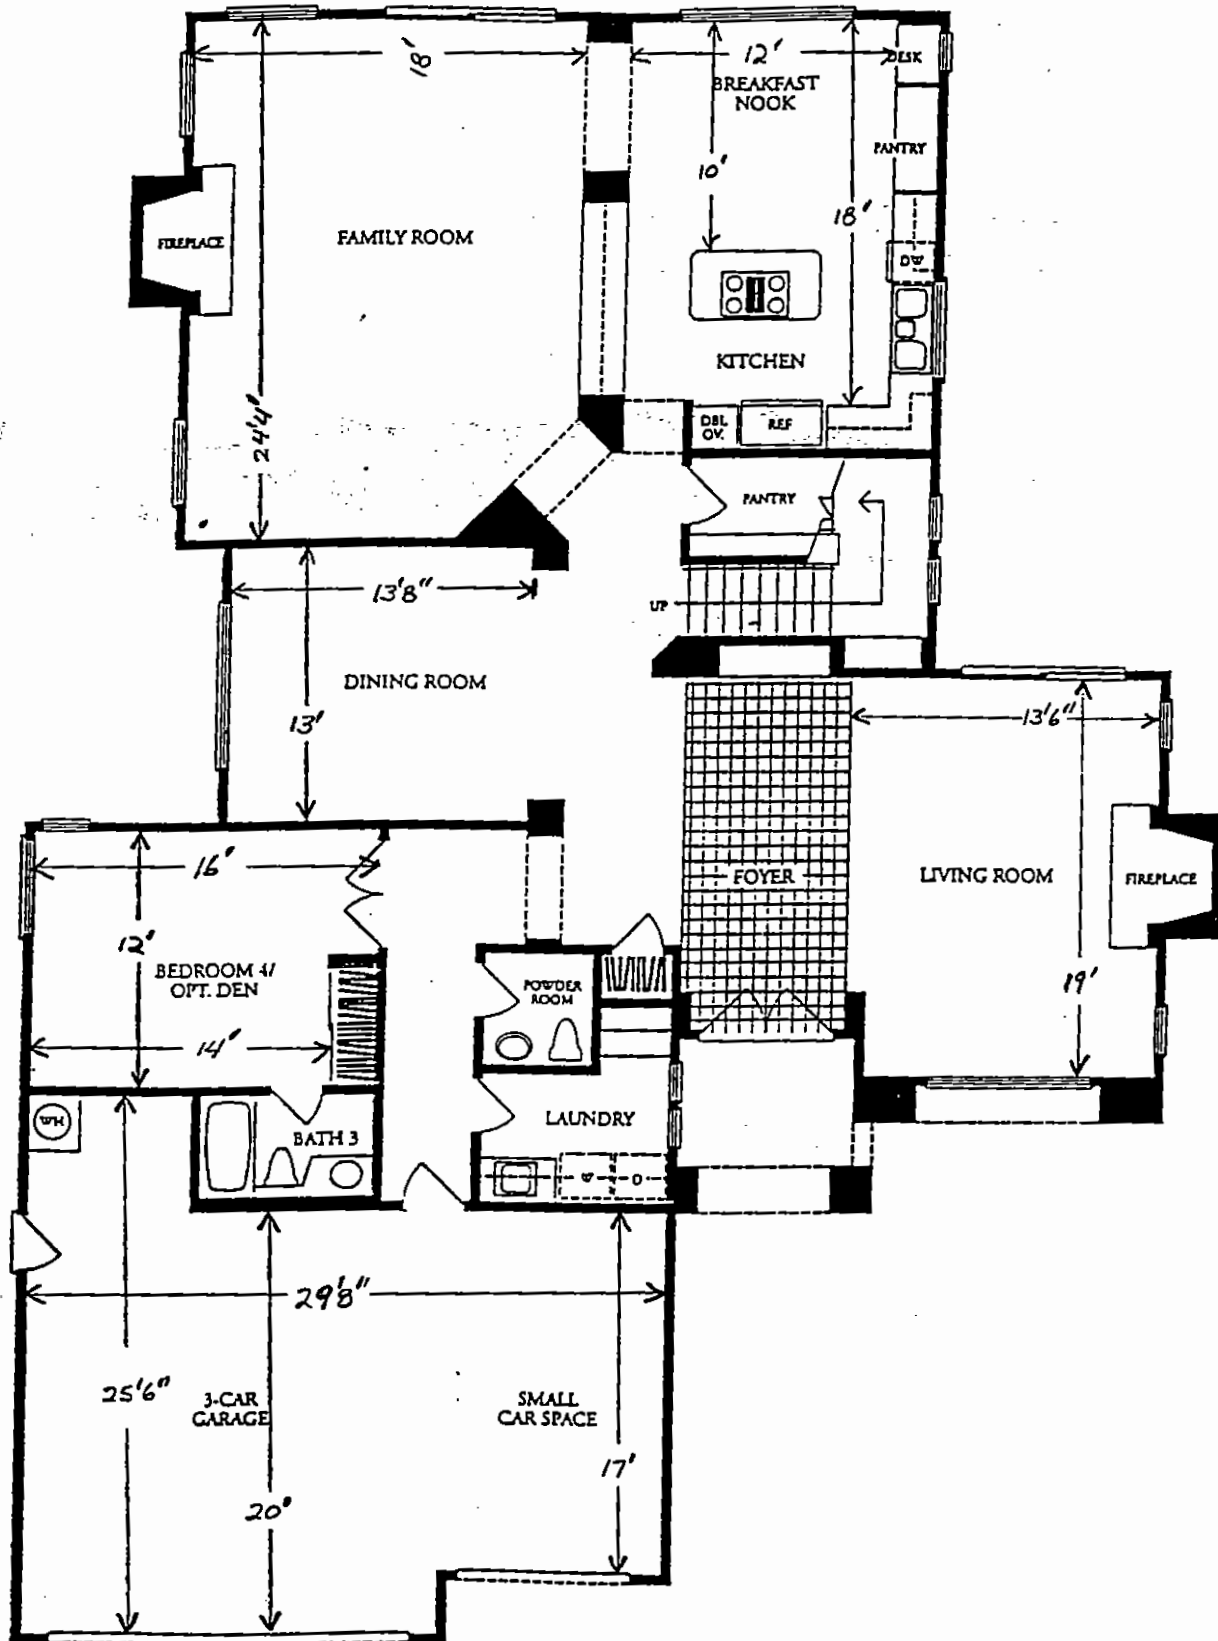 18'
12'
DESK
BREAKFAST
NOOK
PANTRY
10'
18'
FIREPLACE
FAMILY ROOM
DW
KITCHEN
24'4"
DBL
OV.
REF
PANTRY
13'8"
UP
DINING ROOM
13'
13'6"
16'
FOYER
LIVING ROOM
FIREPLACE
12'
BEDROOM 4/
OPT. DEN
POWDER
ROOM
19'
14'
WH
BATH 3
LAUNDRY
W
D
29'8"
25'6"
3-CAR
GARAGE
SMALL
CAR SPACE
17'
20'